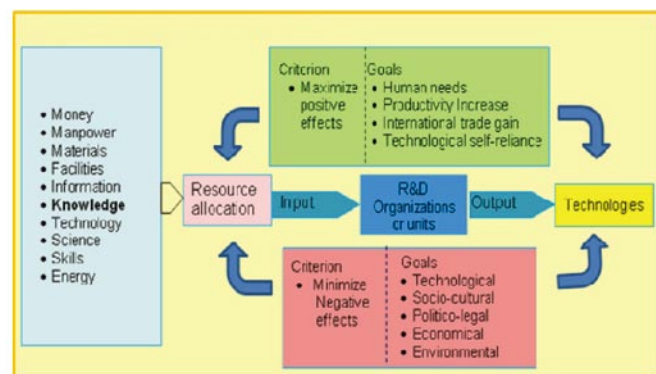 Money
Manpower
Materials
Facilities
Information
Knowledge
Technology
Science
Skills
Energy
Resource
allocation
Criterion
Maximize
positive
effects
Goals
Human needs
Productivity Increase
International trade gain
Technological self-reliance
Input
R&D
Organizations
or units
Output
Technologies
Criterion
Minimize
Negative
effects
Goals
Technological
Socio-cultural
Politico-legal
Economical
Environmental